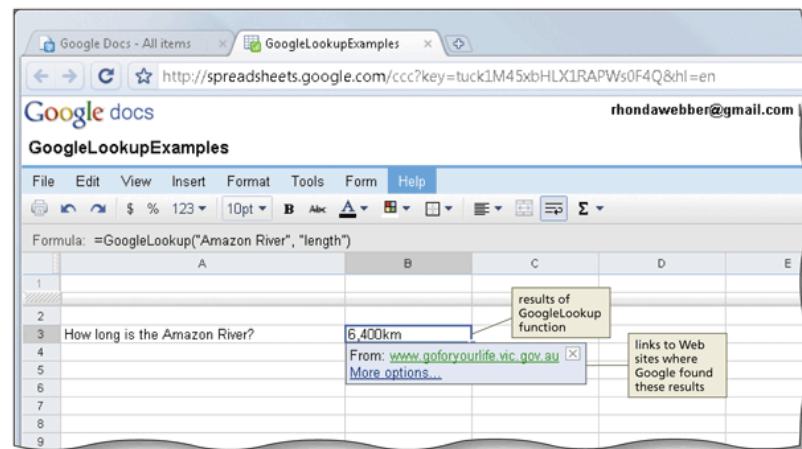 Google Docs - All items × GoogleLookupExamples ×
http://spreadsheets.google.com/ccc?key=tuck1M45xbHLX1RAPWs0F4Q&hl=en
Google docs rhondawebber@gmail.com
GoogleLookupExamples
File Edit View Insert Format Tools Form Help
$ % 123 10pt B Abc A Σ
Formula: =GoogleLookup("Amazon River", "length")
A B C D E
1
2
3 How long is the Amazon River? 6,400km
results of
GoogleLookup
function
4 From: www.goforyourlife.vic.gov.au
5 More options...
links to Web
sites where
Google found
these results
6
7
8
9